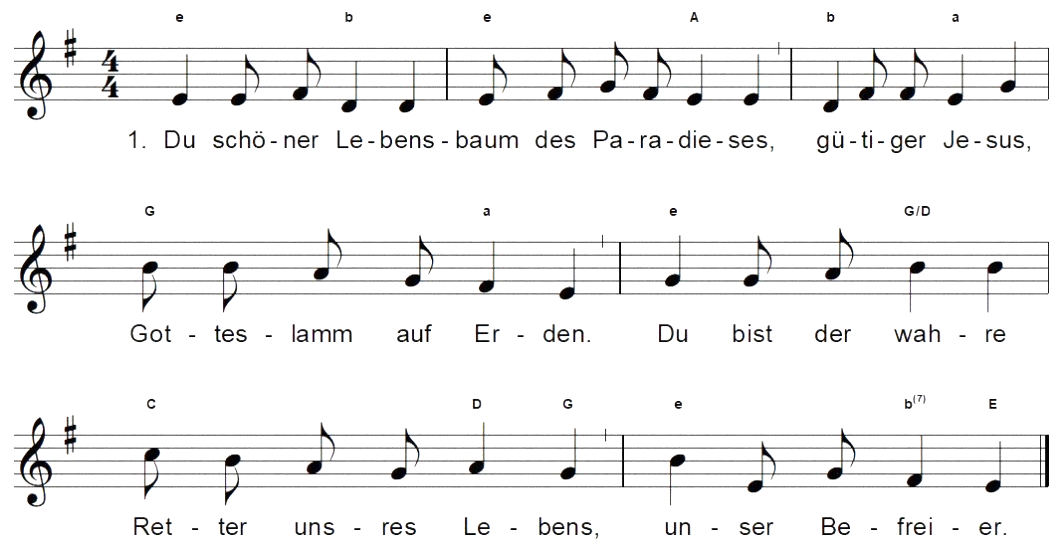 e b e A b a
4
4
1. Du schö - ner Le - bens - baum des Pa - ra - die - ses, gü - ti - ger Je - sus,
G a e G/D
Got - tes - lamm auf Er - den. Du bist der wah - re
C D G e b(7) E
Ret - ter uns - res Le - bens, un - ser Be - frei - er.